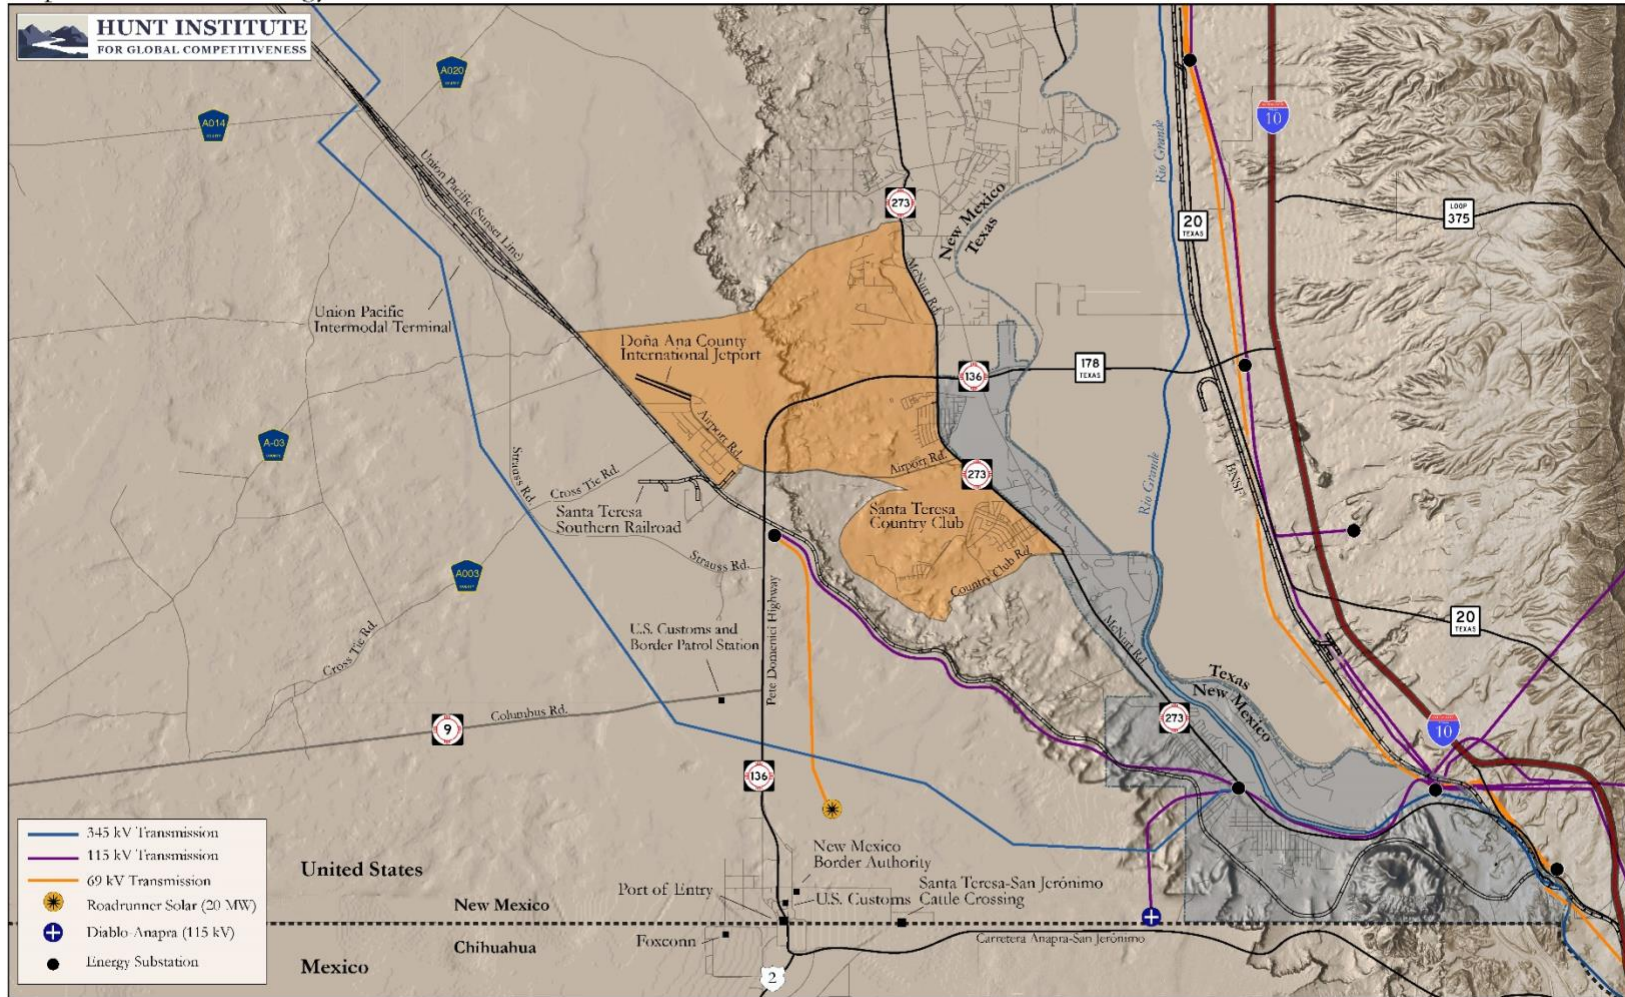 HUNT INSTITUTE
FOR GLOBAL COMPETITIVENESS
A020
A014
10
Union Pacific (Sunset Line)
Rio Grande
273
New Mexico
Texas
20
TEXAS
LOOP
375
McNutt Rd.
Union Pacific
Intermodal Terminal
Doña Ana County
International Jetport
136
178
TEXAS
A-03
Airport Rd.
Strauss Rd.
Cross Tie Rd.
Airport Rd.
273
BNSF
Rio Grande
Santa Teresa
Southern Railroad
Santa Teresa
Country Club
Strauss Rd.
A003
Country Club Rd.
Pete Domenici Highway
U.S. Customs and
Border Patrol Station
Cross Tie Rd.
McNutt Rd.
20
TEXAS
Texas
New Mexico
Columbus Rd.
9
273
10
136
345 kV Transmission
115 kV Transmission
69 kV Transmission
Roadrunner Solar (20 MW)
Diablo-Anapra (115 kV)
Energy Substation
United States
New Mexico
Chihuahua
Mexico
New Mexico
Border Authority
Port of Entry
U.S. Customs
Santa Teresa-San Jerónimo
Cattle Crossing
Foxconn
Carretera Anapra-San Jerónimo
2